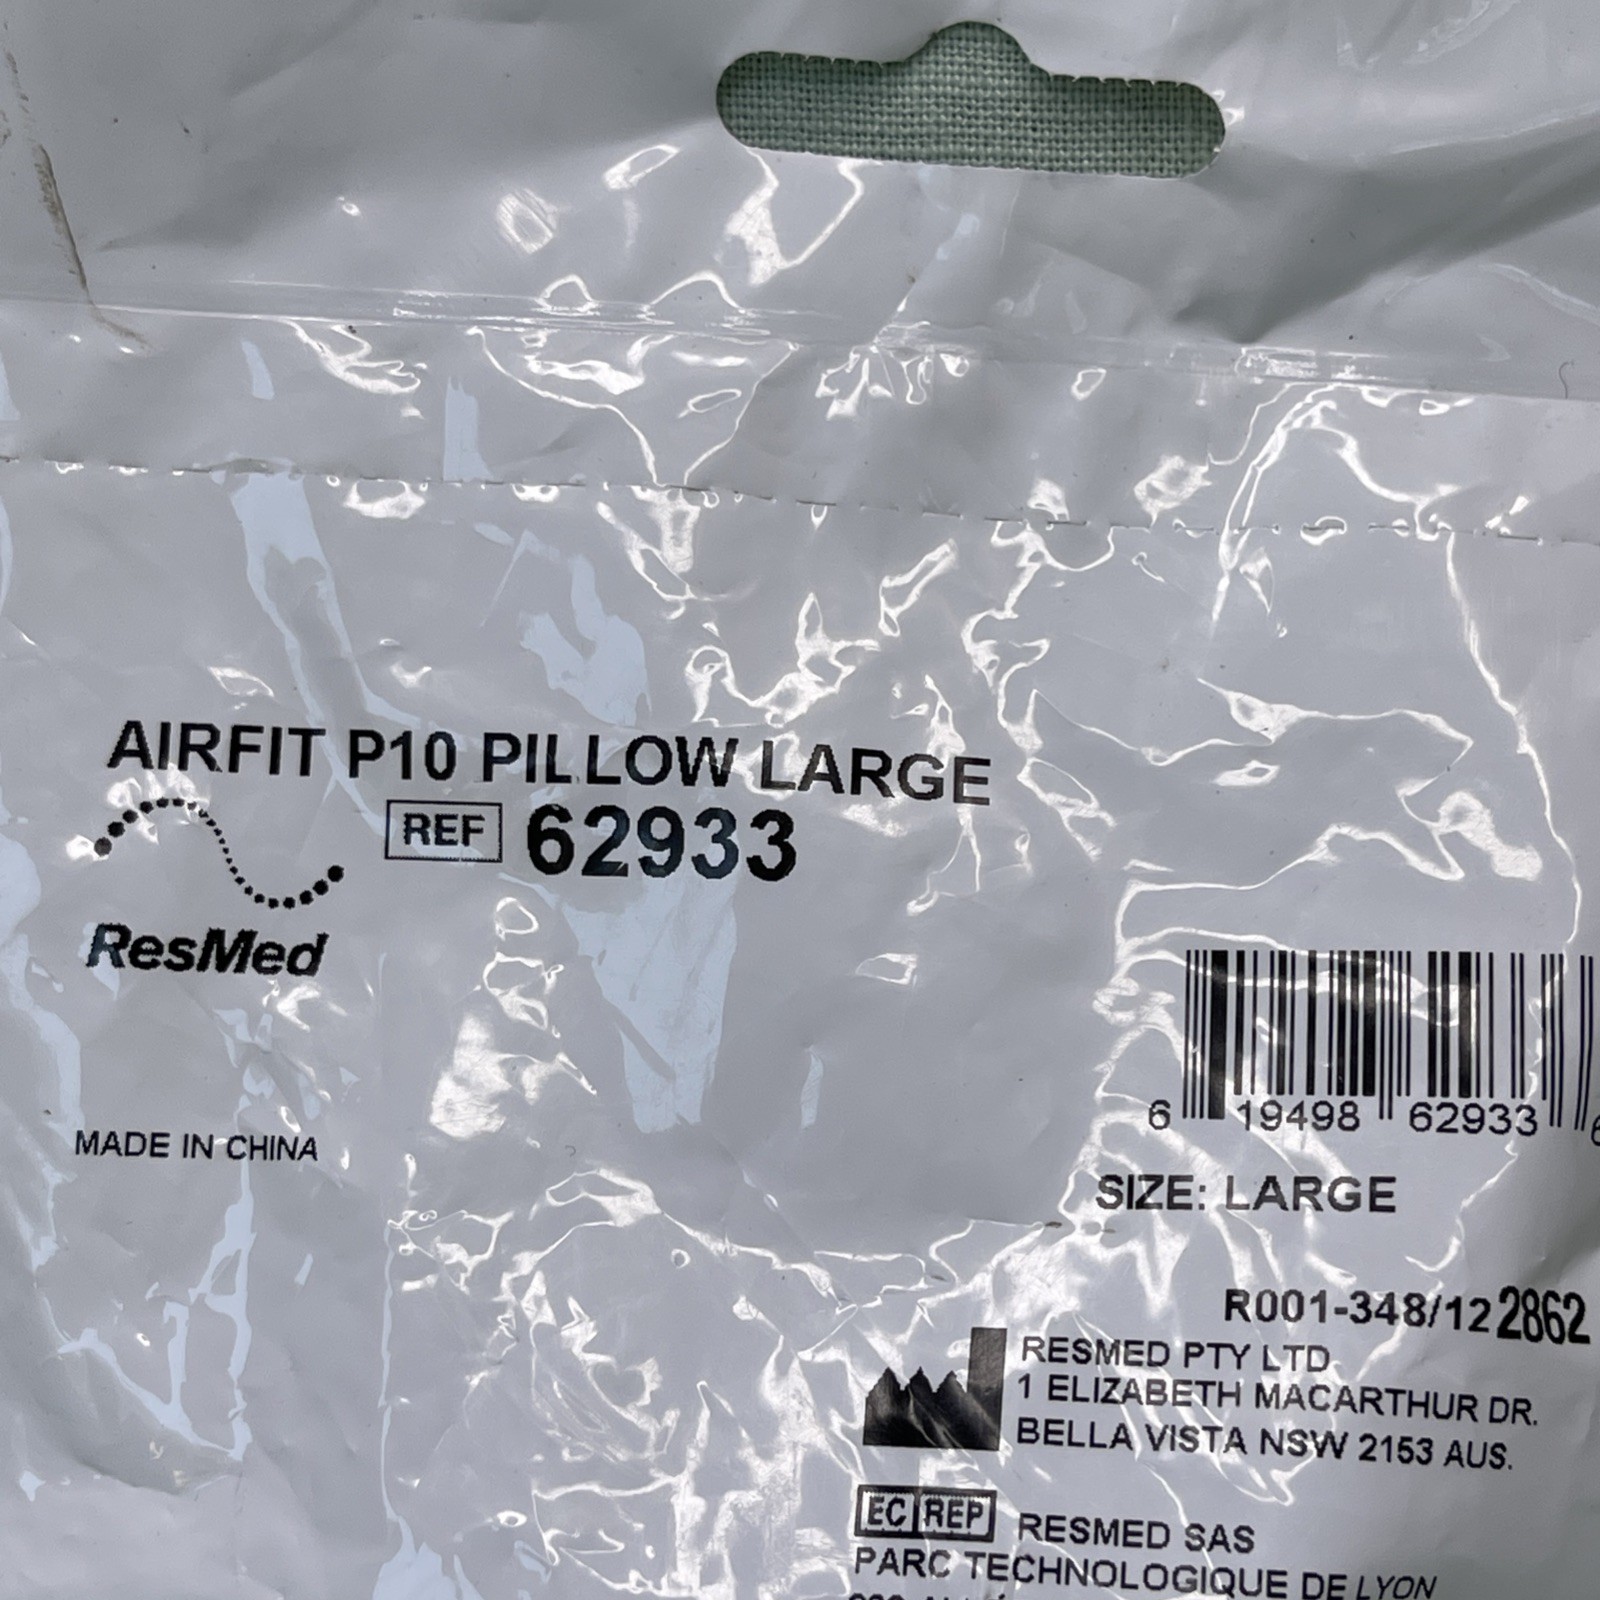 AIRFIT P10 PILLOW LARGE
REF 62933
ResMed
MADE IN CHINA
6 19498 62933
SIZE: LARGE
R001-348/12 2862
RESMED PTY LTD
1 ELIZABETH MACARTHUR DR.
BELLA VISTA NSW 2153 AUS.
EC REP RESMED SAS
PARC TECHNOLOGIQUE DE LYON